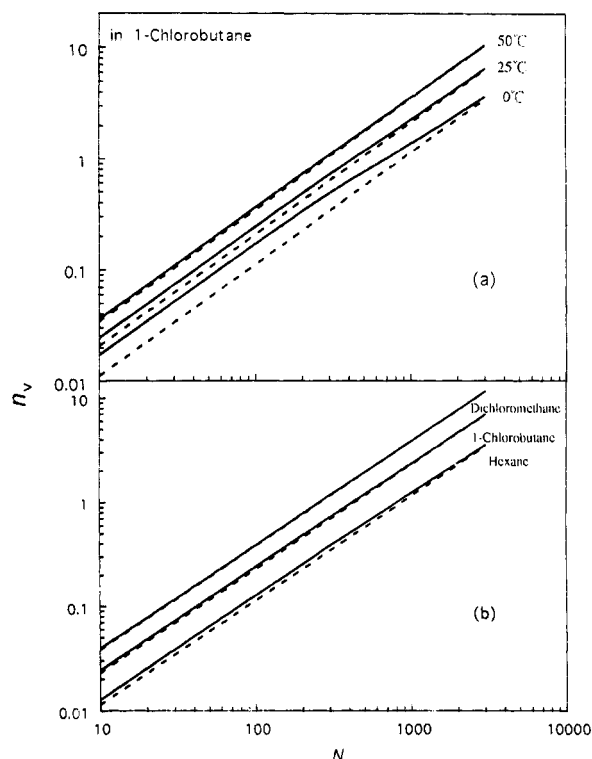 in 1-Chlorobutane
10
50°C
25°C
0°C
1
0.1
(a)
0.01
n_v
10
Dichloromethane
1-Chlorobutane
Hexane
1
0.1
(b)
0.01
10
100
1000
10000
N